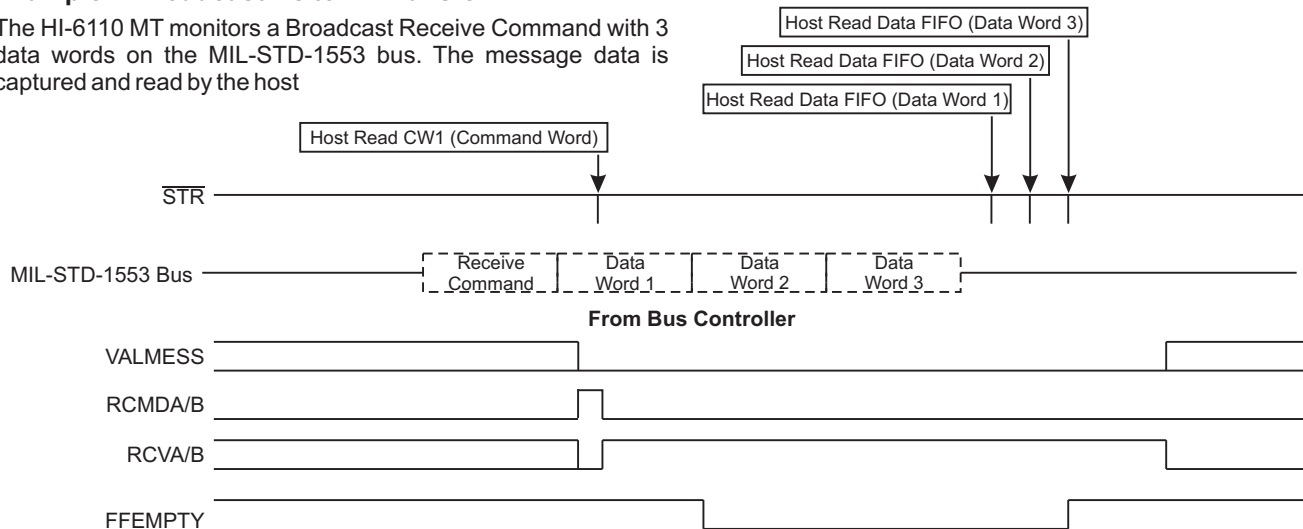 The HI-6110 MT monitors a Broadcast Receive Command with 3
data words on the MIL-STD-1553 bus. The message data is
captured and read by the host
Host Read Data FIFO (Data Word 3)
Host Read Data FIFO (Data Word 2)
Host Read Data FIFO (Data Word 1)
Host Read CW1 (Command Word)
STR
MIL-STD-1553 Bus
Receive
Command
Data
Word 1
Data
Word 2
Data
Word 3
From Bus Controller
VALMESS
RCMDA/B
RCVA/B
FFEMPTY